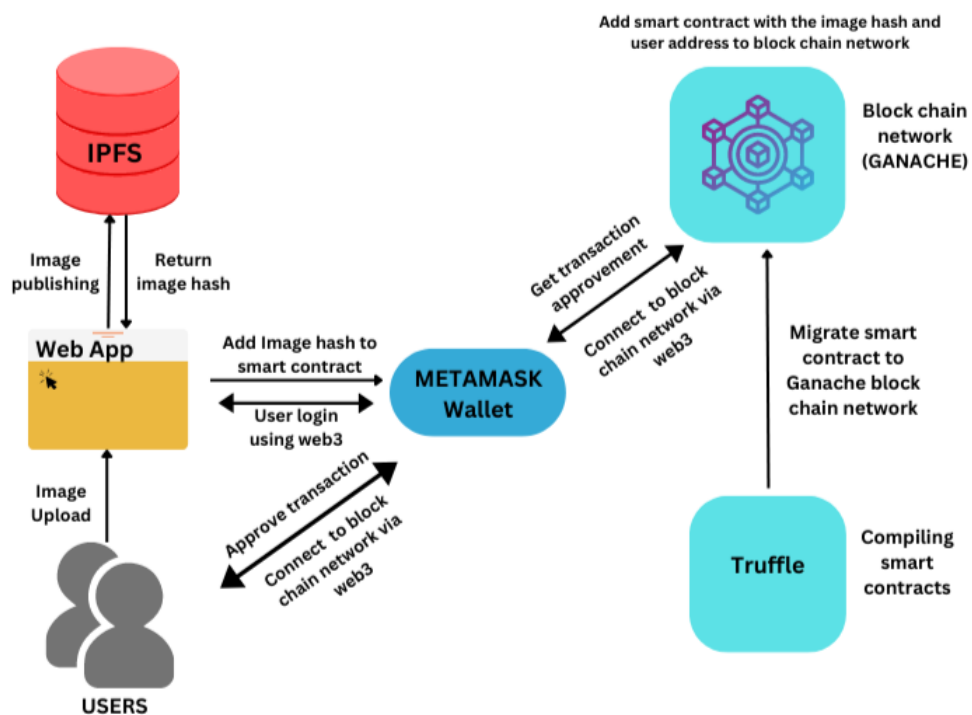 Add smart contract with the image hash and
user address to block chain network
IPFS
Block chain
network
(GANACHE)
Image
publishing
Return
image hash
Get transaction
approvement
Connect to block
chain network via
web3
Web App
Add Image hash to
smart contract
METAMASK
Wallet
User login
using web3
Migrate smart
contract to
Ganache block
chain network
Image
Upload
Approve transaction
Connect to block
chain network via
web3
Truffle
Compiling
smart
contracts
USERS